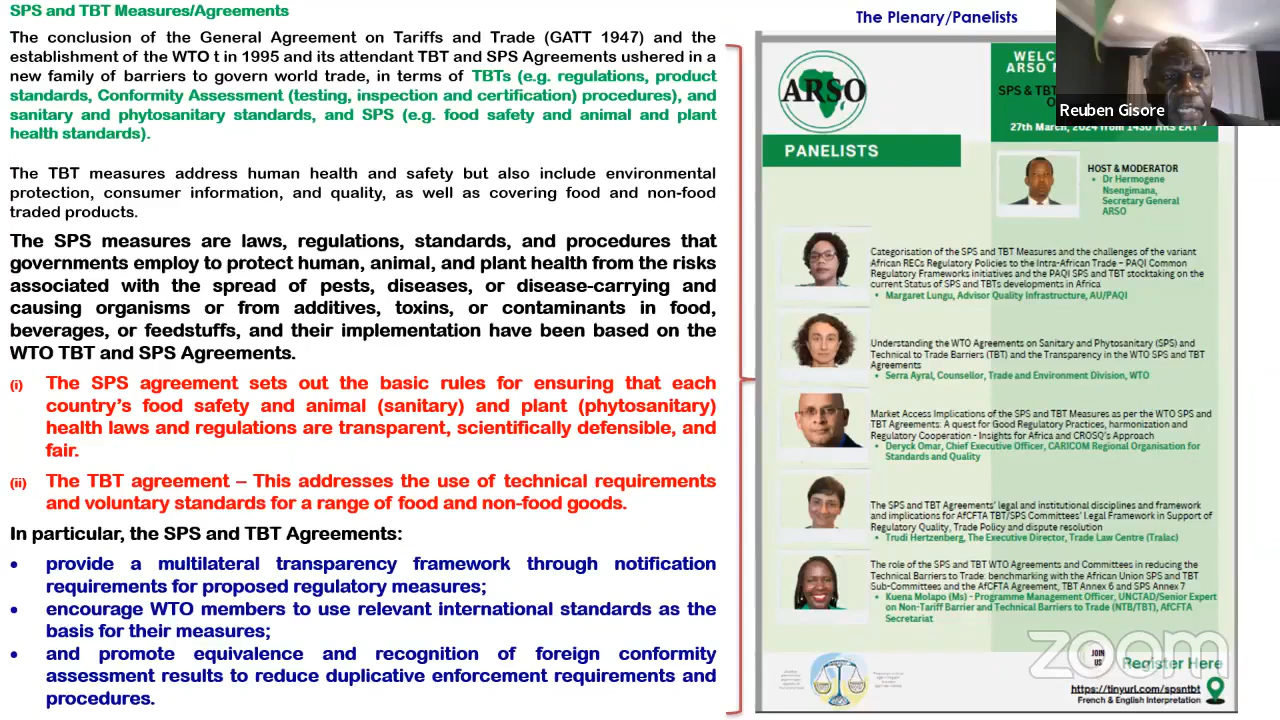 SPS and TBT Measures/Agreements
The conclusion of the General Agreement on Tariffs and Trade (GATT 1947) and the
establishment of the WTO t in 1995 and its attendant TBT and SPS Agreements ushered in
a new family of barriers to govern world trade, in terms of TBTs (e.g. regulations, product
standards, Conformity Assessment (testing, inspection and certification) procedures), and
sanitary and phytosanitary standards, and SPS (e.g. food safety and animal and plant
health standards).
The TBT measures address human health and safety but also include environmental
protection, consumer information, and quality, as well as covering food and non-food
traded products.
The SPS measures are laws, regulations, standards, and procedures that
governments employ to protect human, animal, and plant health from the risks
associated with the spread of pests, diseases, or disease-carrying and
causing organisms or from additives, toxins, or contaminants in food,
beverages, or feedstuffs, and their implementation have been based on the
WTO TBT and SPS Agreements.
(i) The SPS agreement sets out the basic rules for ensuring that each
country's food safety and animal (sanitary) and plant (phytosanitary)
health laws and regulations are transparent, scientifically defensible, and
fair.
(ii) The TBT agreement – This addresses the use of technical requirements
and voluntary standards for a range of food and non-food goods.
In particular, the SPS and TBT Agreements:
• provide a multilateral transparency framework through notification
requirements for proposed regulatory measures;
• encourage WTO members to use relevant international standards as the
basis for their measures;
• and promote equivalence and recognition of foreign conformity
assessment results to reduce duplicative enforcement requirements and
procedures.
The Plenary/Panelists
ARSO
WELC
ARSO
SPS & TBT
27th March, 2024 from 1430 HRS EAT
Reuben Gisore
PANELISTS
HOST & MODERATOR
• Dr Hermogene
Nsengimana,
Secretary General
ARSO
Categorisation of the SPS and TBT Measures and the challenges of the variant
African RECs Regulatory Policies to the Intra-African Trade - PAQI Common
Regulatory Frameworks initiatives and the PAQI SPS and TBT stocktaking on the
current Status of SPS and TBTs developments in Africa
• Margaret Lungu, Advisor Quality Infrastructure, AU/PAQI
Understanding the WTO Agreements on Sanitary and Phytosanitary (SPS) and
Technical to Trade Barriers (TBT) and the Transparency in the WTO SPS and TBT
Agreements
• Serra Ayral, Counsellor, Trade and Environment Division, WTO
Market Access Implications of the SPS and TBT Measures as per the WTO SPS and
TBT Agreements: A quest for Good Regulatory Practices, harmonization and
Regulatory Cooperation - Insights for Africa and CROSQ's Approach
• Deryck Omar, Chief Executive Officer, CARICOM Regional Organisation for
Standards and Quality
The SPS and TBT Agreements' legal and institutional disciplines and framework
and implications for AfCFTA TBT/SPS Committees' Legal Framework in Support of
Regulatory Quality, Trade Policy and dispute resolution
• Trudi Hertzenberg, The Executive Director, Trade Law Centre (Tralac)
The role of the SPS and TBT WTO Agreements and Committees in reducing the
Technical Barriers to Trade: benchmarking with the African Union SPS and TBT
Sub-Committees and the AfCFTA Agreement, TBT Annex 6 and SPS Annex 7
• Kuena Molapo (Ms) - Programme Management Officer, UNCTAD/Senior Expert
on Non-Tariff Barrier and Technical Barriers to Trade (NTB/TBT), AfCFTA
Secretariat
zoom
JOIN
US
Register Here
https://tinyurl.com/spsntbt
French & English Interpretation